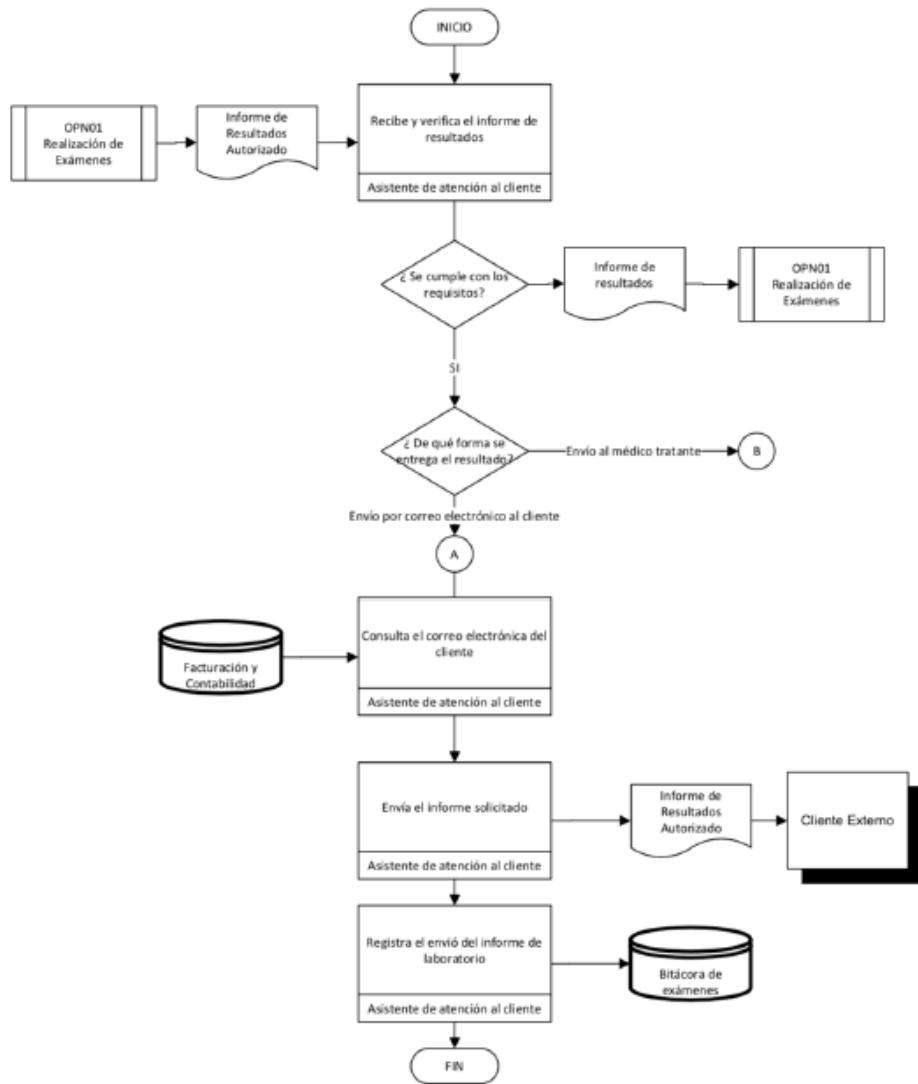 INICIO
OPN01
Realización de
Exámenes
Informe de
Resultados
Autorizado
Recibe y verifica el informe de
resultados
Asistente de atención al cliente
¿ Se cumple con los
requisitos?
Informe de
resultados
OPN01
Realización de
Exámenes
SI
¿ De qué forma se
entrega el resultado?
Envío al médico tratante
B
Envío por correo electrónico al cliente
A
Facturación y
Contabilidad
Consulta el correo electrónica del
cliente
Asistente de atención al cliente
Envía el informe solicitado
Asistente de atención al cliente
Informe de
Resultados
Autorizado
Cliente Externo
Registra el envió del informe de
laboratorio
Asistente de atención al cliente
Bitácora de
exámenes
FIN